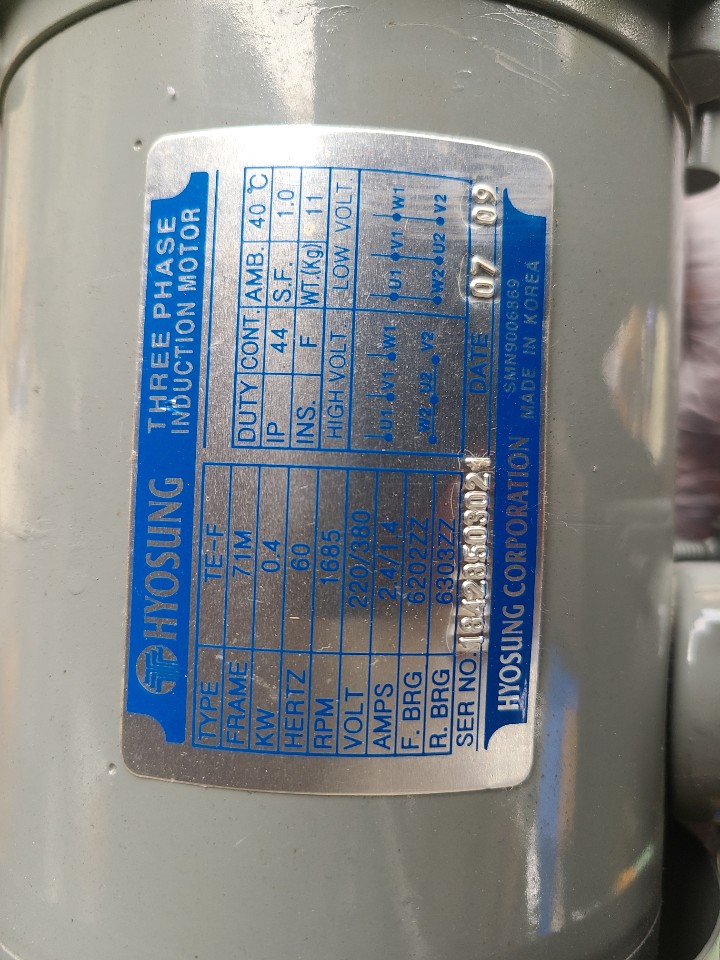 HYOSUNG THREE PHASE
INDUCTION MOTOR
TYPE TE-F
FRAME 71M
KW 0.4
HERTZ 60
RPM 1685
VOLT 220/380
AMPS 2.4/1.4
F. BRG 6202ZZ
R. BRG 6303ZZ
SER NO.
DUTY CONT. AMB. 40 ℃
IP 44 S.F. 1.0
INS. F WT.(Kg) 11
HIGH VOLT. LOW VOLT.
U1 V1 W1 U1 V1 W1
W2 U2 V2 W2 U2 V2
DATE 07 09
HYOSUNG CORPORATION
SMN9006869
MADE IN KOREA